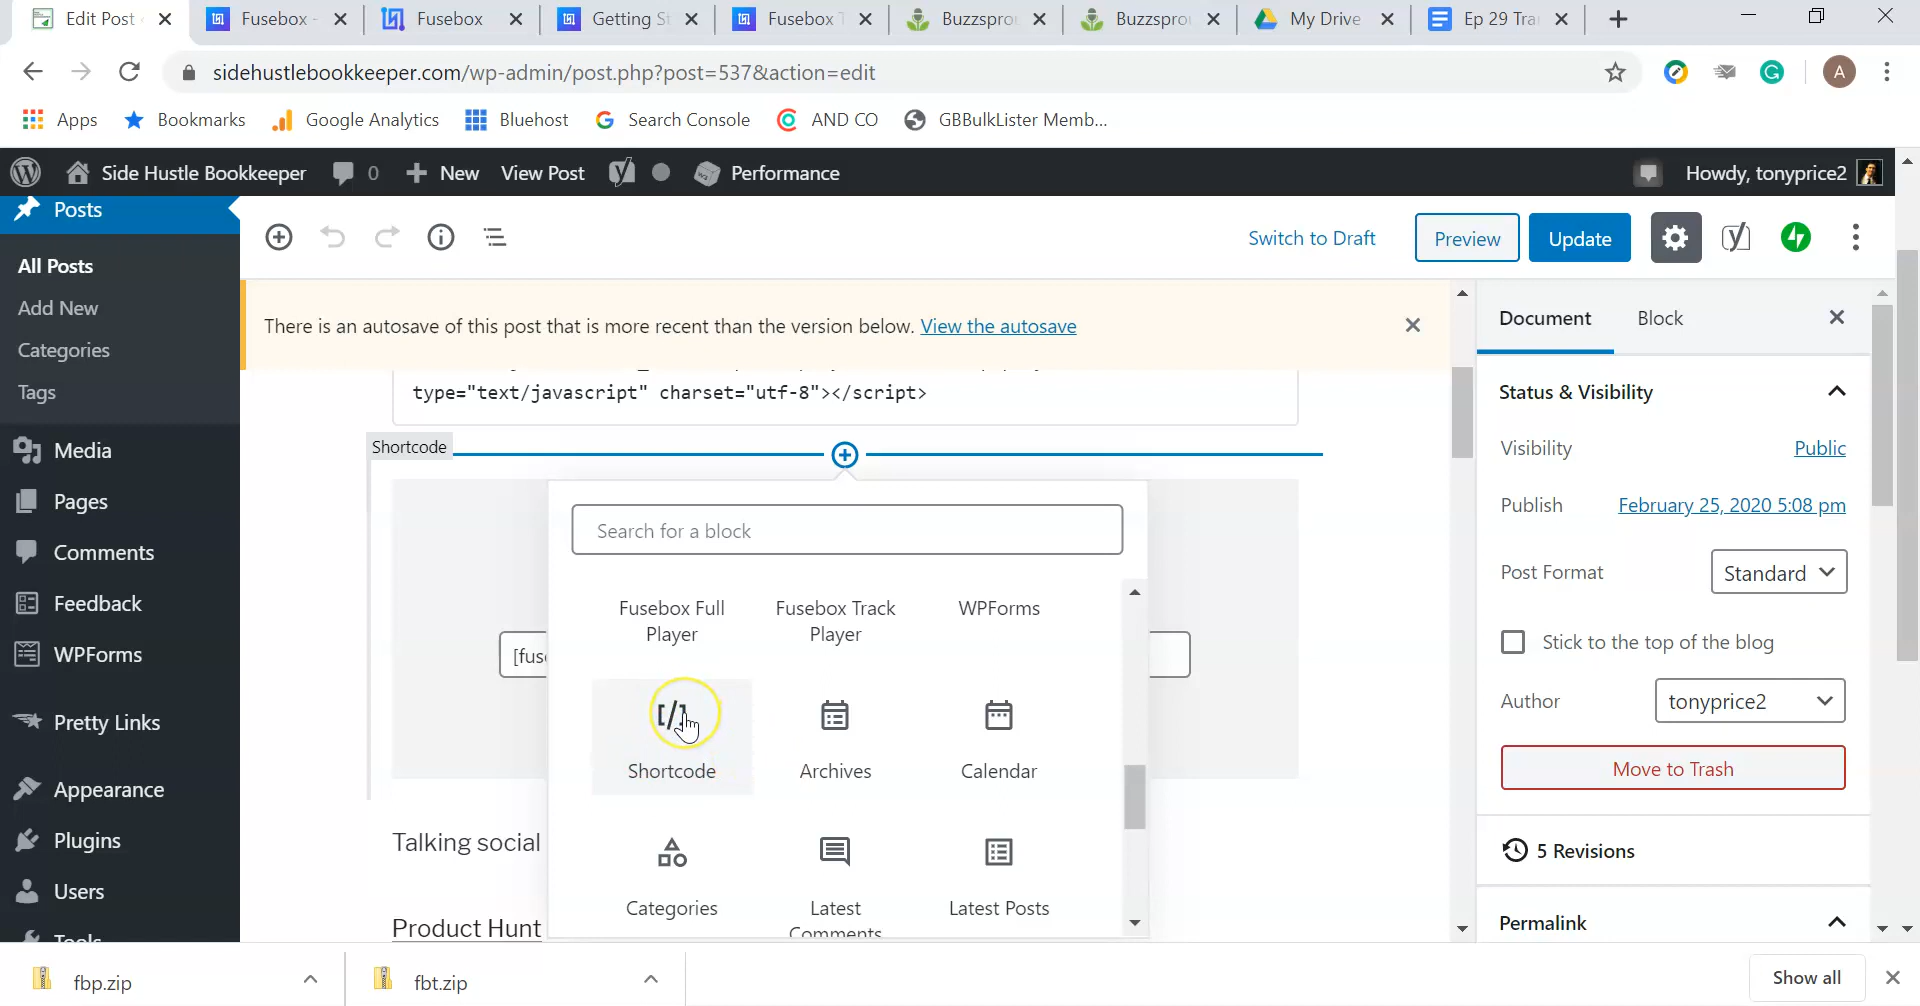 Edit Post
Fusebox -
Fusebox
Getting S
Fusebox T
Buzzspro
Buzzspro
My Drive
Ep 29 Tra
sidehustlebookkeeper.com/wp-admin/post.php?post=537&action=edit
A
Apps
Bookmarks
Google Analytics
Bluehost
Search Console
AND CO
GBBulkLister Memb...
Side Hustle Bookkeeper
0
New
View Post
Performance
Howdy, tonyprice2
Posts
All Posts
Add New
Categories
Tags
Media
Pages
Comments
Feedback
WPForms
Pretty Links
Appearance
Plugins
Users
Tools
Switch to Draft
Preview
Update
There is an autosave of this post that is more recent than the version below. View the autosave
type="text/javascript" charset="utf-8"></script>
Shortcode
[fuse
Search for a block
Fusebox Full
Player
Fusebox Track
Player
WPForms
Shortcode
Archives
Calendar
Categories
Latest
Comments
Latest Posts
Talking social
Product Hunt
Document
Block
Status & Visibility
Visibility
Public
Publish
February 25, 2020 5:08 pm
Post Format
Standard
Stick to the top of the blog
Author
tonyprice2
Move to Trash
5 Revisions
Permalink
fbp.zip
fbt.zip
Show all